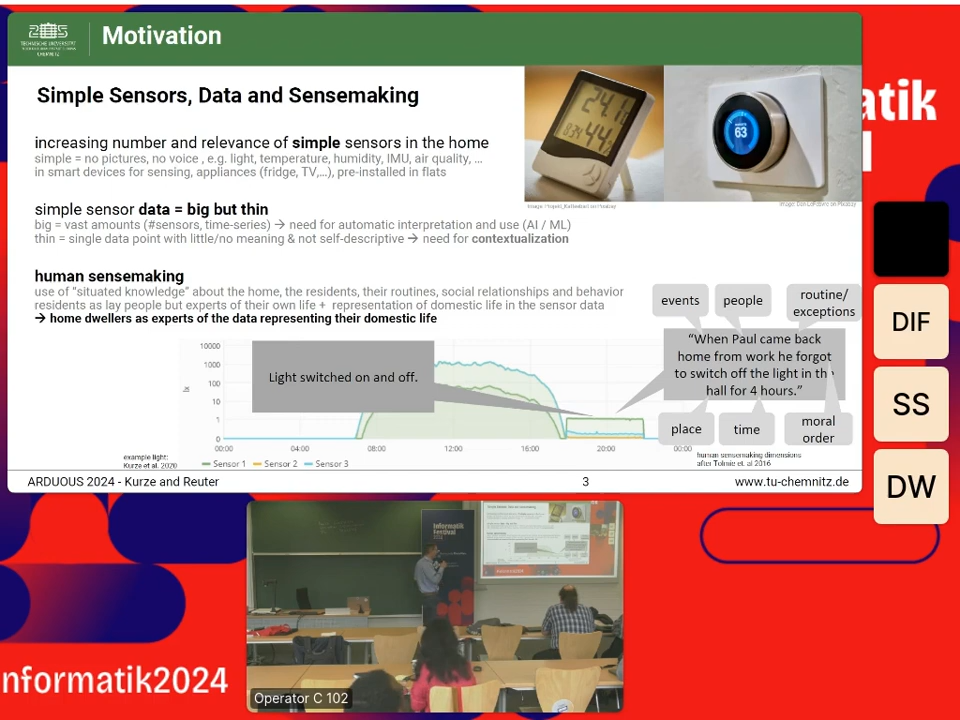 TECHNISCHE UNIVERSITÄT
CHEMNITZ
Motivation
Simple Sensors, Data and Sensemaking
increasing number and relevance of simple sensors in the home
simple = no pictures, no voice , e.g. light, temperature, humidity, IMU, air quality, ...
in smart devices for sensing, appliances (fridge, TV,...), pre-installed in flats
simple sensor data = big but thin
big = vast amounts (#sensors, time-series) → need for automatic interpretation and use (AI / ML)
thin = single data point with little/no meaning & not self-descriptive → need for contextualization
human sensemaking
use of "situated knowledge" about the home, the residents, their routines, social relationships and behavior
residents as lay people but experts of their own life + representation of domestic life in the sensor data
→ home dwellers as experts of the data representing their domestic life
63
events
people
routine/
exceptions
"When Paul came back
home from work he forgot
to switch off the light in the
hall for 4 hours."
place
time
moral
order
Light switched on and off.
lx
10000
1000
100
10
1
0
00:00 04:00 08:00 12:00 16:00 20:00 00:00
Sensor 1 Sensor 2 Sensor 3
example light:
Kurze et al. 2020
human sensemaking dimensions
after Tolmie et. al 2016
ARDUOUS 2024 - Kurze and Reuter
3
www.tu-chemnitz.de
atik
DIF
SS
DW
Informatik
Festival
Operator C 102
nformatik2024